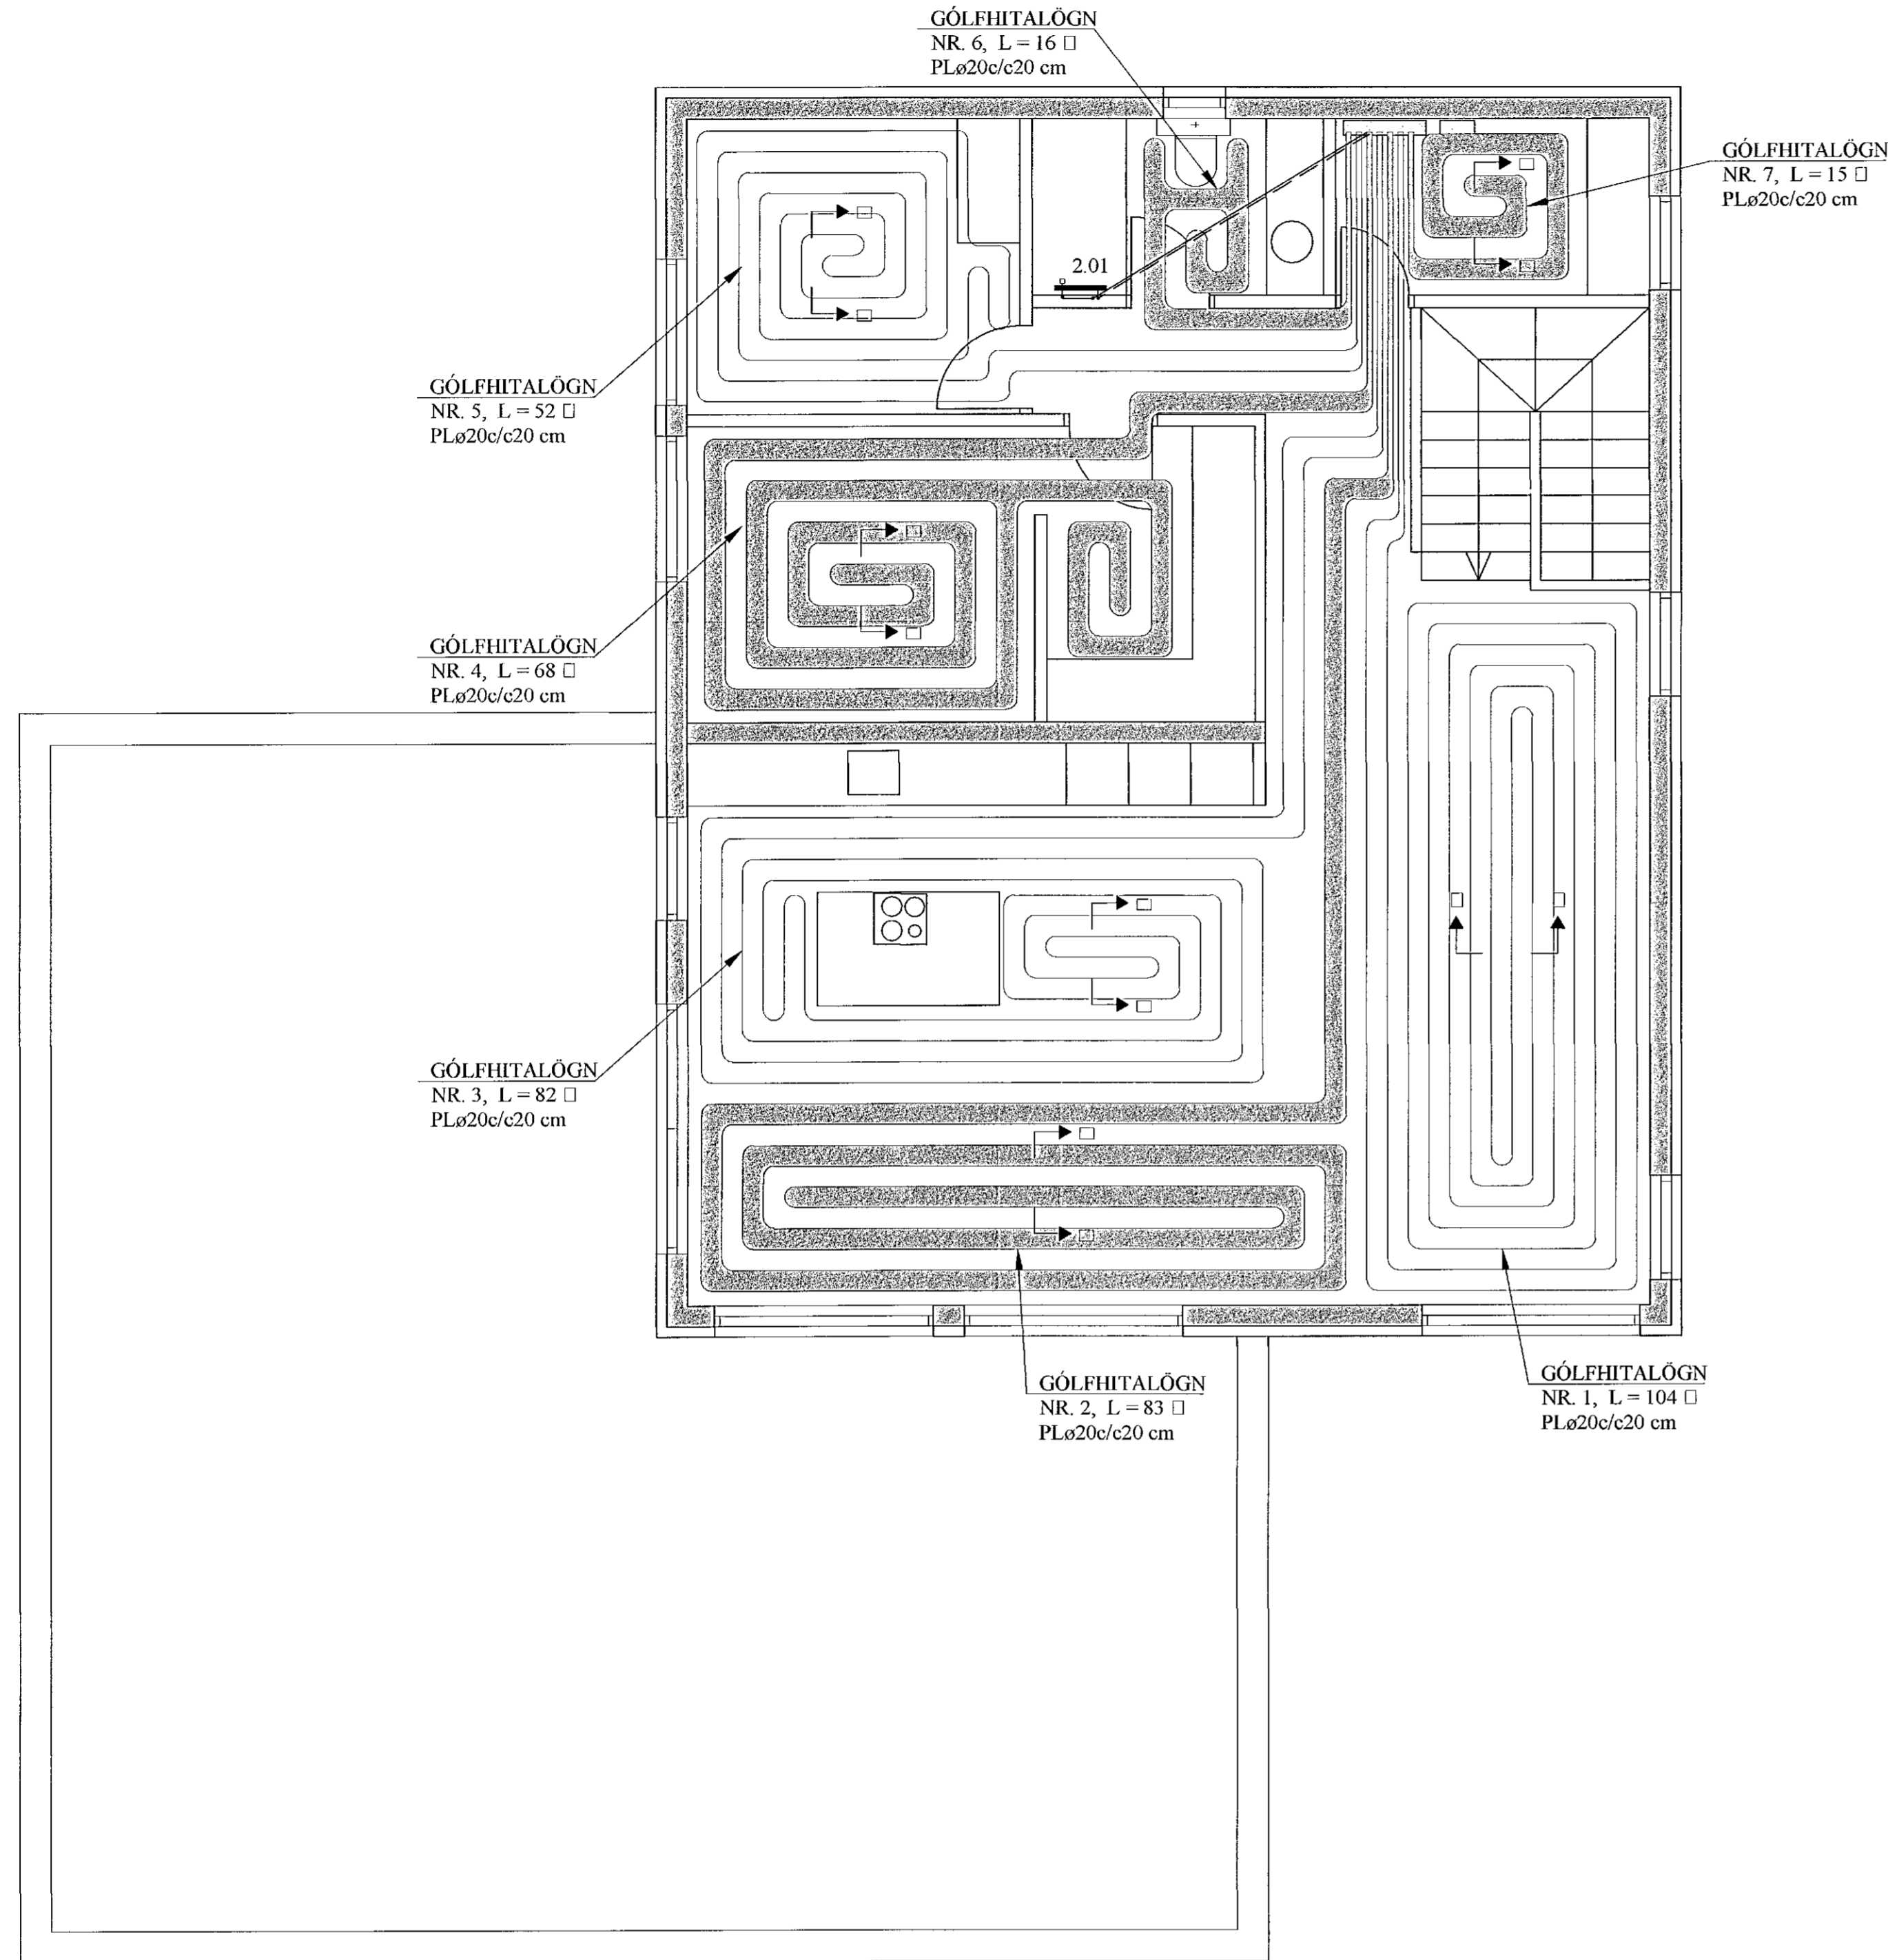 GÓLFHITALÖGN
NR. 6, L = 16 □
PLø20c/c20 cm
GÓLFHITALÖGN
NR. 7, L = 15 □
PLø20c/c20 cm
2.01
GÓLFHITALÖGN
NR. 5, L = 52 □
PLø20c/c20 cm
GÓLFHITALÖGN
NR. 4, L = 68 □
PLø20c/c20 cm
GÓLFHITALÖGN
NR. 3, L = 82 □
PLø20c/c20 cm
GÓLFHITALÖGN
NR. 2, L = 83 □
PLø20c/c20 cm
GÓLFHITALÖGN
NR. 1, L = 104 □
PLø20c/c20 cm